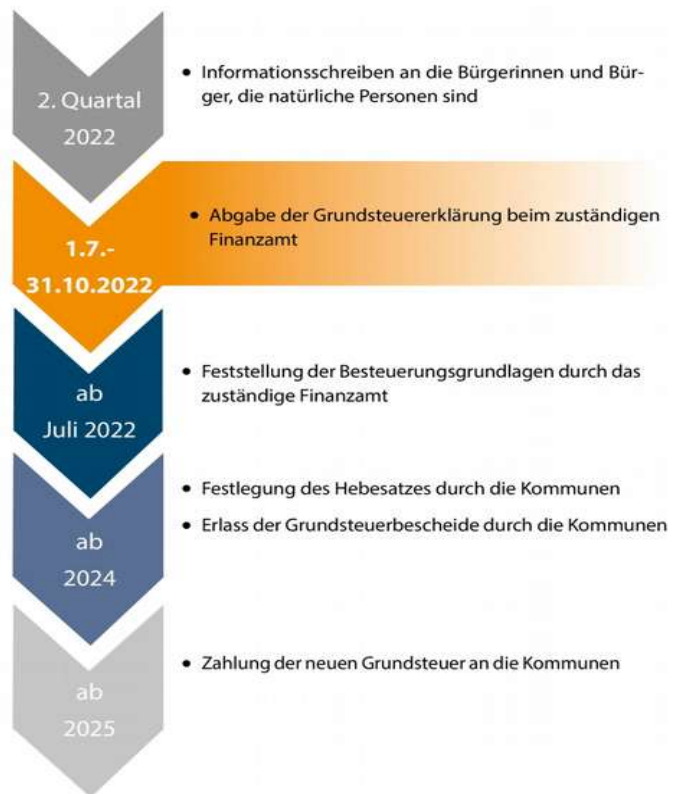 2. Quartal
2022
• Informationsschreiben an die Bürgerinnen und Bür-
ger, die natürliche Personen sind
1.7.-
31.10.2022
• Abgabe der Grundsteuererklärung beim zuständigen
Finanzamt
ab
Juli 2022
• Feststellung der Besteuerungsgrundlagen durch das
zuständige Finanzamt
ab
2024
• Festlegung des Hebesatzes durch die Kommunen
• Erlass der Grundsteuerbescheide durch die Kommunen
ab
2025
• Zahlung der neuen Grundsteuer an die Kommunen